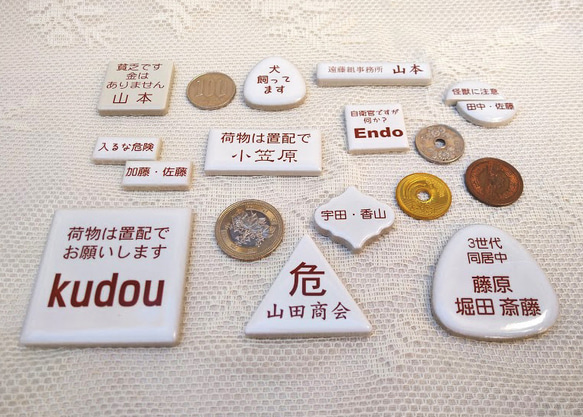 貧乏です
金は
ありません
山本
100
犬
飼ってます
遠藤組事務所 山本
怪獣に注意
田中・佐藤
自衛官ですが
何か?
Endo
入るな危険
加藤・佐藤
荷物は置配で
小笠原
宇田・香山
荷物は置配で
お願いします
kudou
危
山田商会
3世代
同居中
藤原
堀田 斎藤